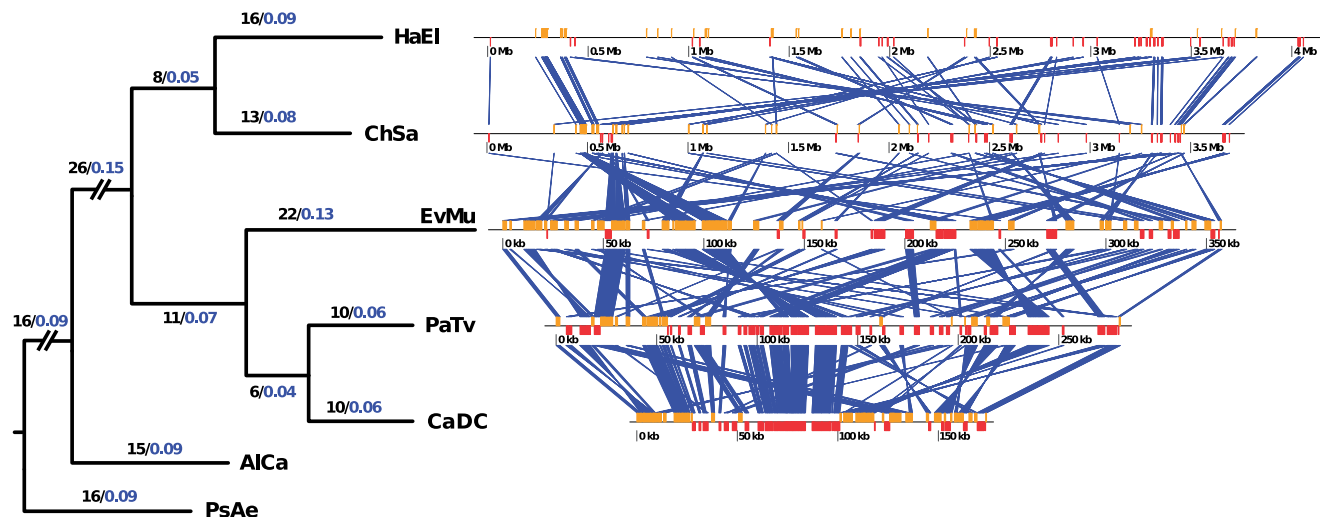 16/0.09
HaEl
0 Mb 0.5 Mb 1 Mb 1.5 Mb 2 Mb 2.5 Mb 3 Mb 3.5 Mb 4 Mb
8/0.05
13/0.08
ChSa
0 Mb 0.5 Mb 1 Mb 1.5 Mb 2 Mb 2.5 Mb 3 Mb 3.5 Mb
26/0.15
22/0.13
EvMu
0 kb 50 kb 100 kb 150 kb 200 kb 250 kb 300 kb 350 kb
16/0.09
11/0.07
10/0.06
PaTv
0 kb 50 kb 100 kb 150 kb 200 kb 250 kb
6/0.04
10/0.06
CaDC
0 kb 50 kb 100 kb 150 kb
15/0.09
AlCa
16/0.09
PsAe